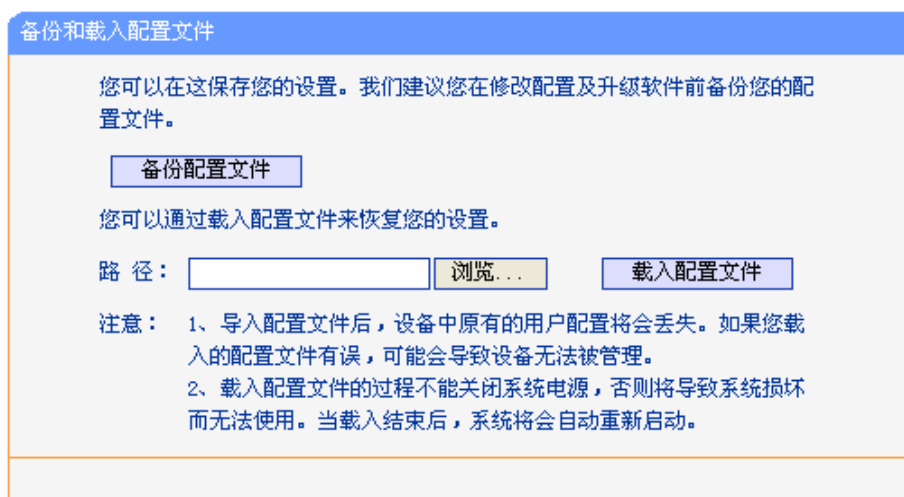 备份和载入配置文件
您可以在这保存您的设置。我们建议您在修改配置及升级软件前备份您的配
置文件。
备份配置文件
您可以通过载入配置文件来恢复您的设置。
路 径： 浏览... 载入配置文件
注意： 1、导入配置文件后，设备中原有的用户配置将会丢失。如果您载
入的配置文件有误，可能会导致设备无法被管理。
2、载入配置文件的过程不能关闭系统电源，否则将导致系统损坏
而无法使用。当载入结束后，系统将会自动重新启动。